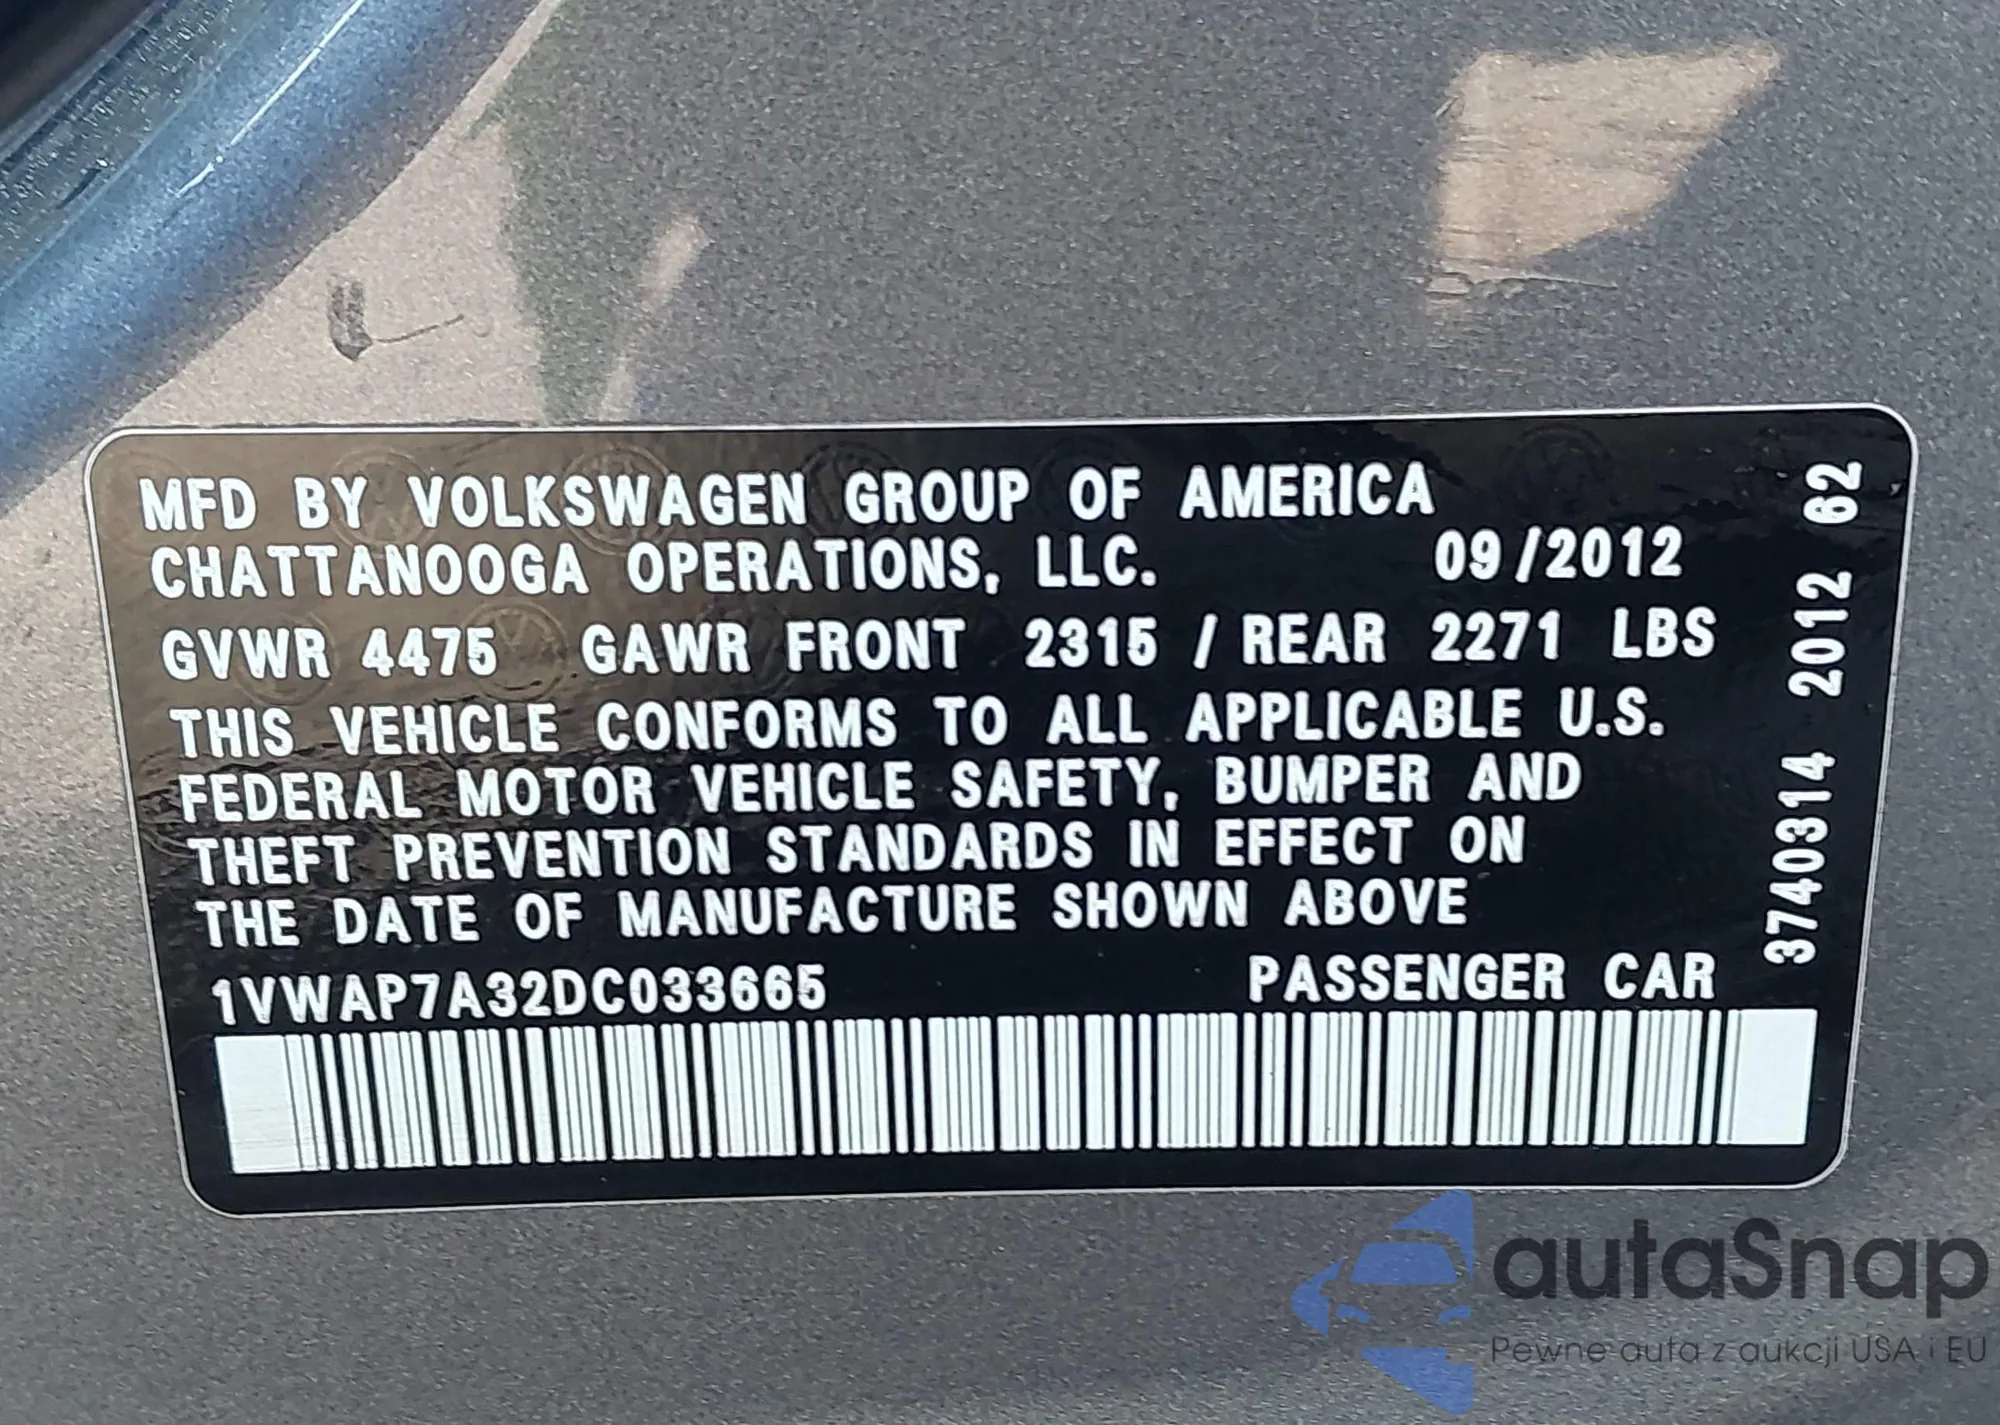 MFD BY VOLKSWAGEN GROUP OF AMERICA
CHATTANOOGA OPERATIONS, LLC. 09/2012
GVWR 4475 GAWR FRONT 2315 / REAR 2271 LBS
THIS VEHICLE CONFORMS TO ALL APPLICABLE U.S.
FEDERAL MOTOR VEHICLE SAFETY, BUMPER AND
THEFT PREVENTION STANDARDS IN EFFECT ON
THE DATE OF MANUFACTURE SHOWN ABOVE
1VWAP7A32DC033665 PASSENGER CAR
3740314 2012 62
autaSnap
Pewne auta z aukcji USA i EU